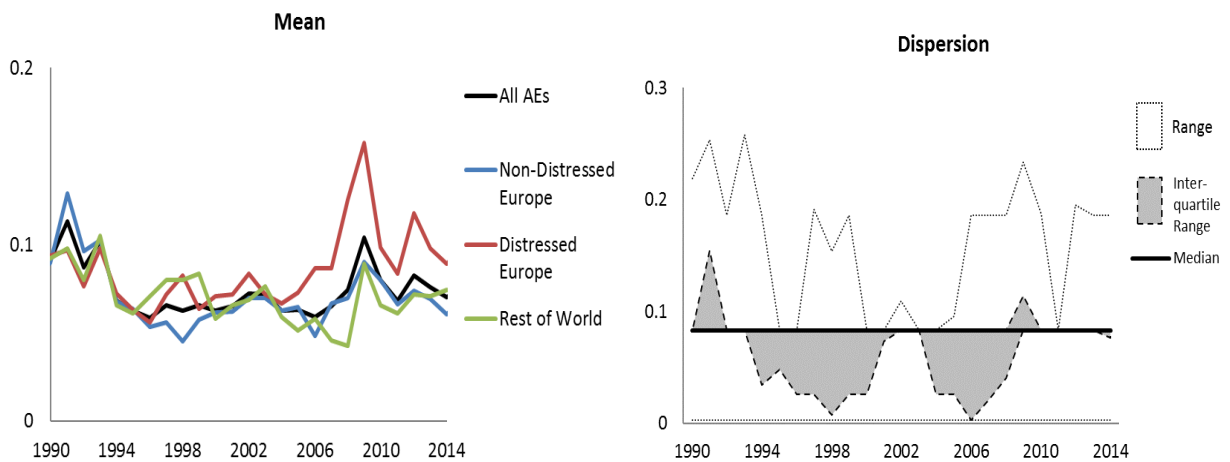 Mean
0.2
0.1
0
1990
1994
1998
2002
2006
2010
2014
All AEs
Non-Distressed
Europe
Distressed
Europe
Rest of World
Dispersion
0.3
0.2
0.1
0
1990
1994
1998
2002
2006
2010
2014
Range
Inter-
quartile
Range
Median